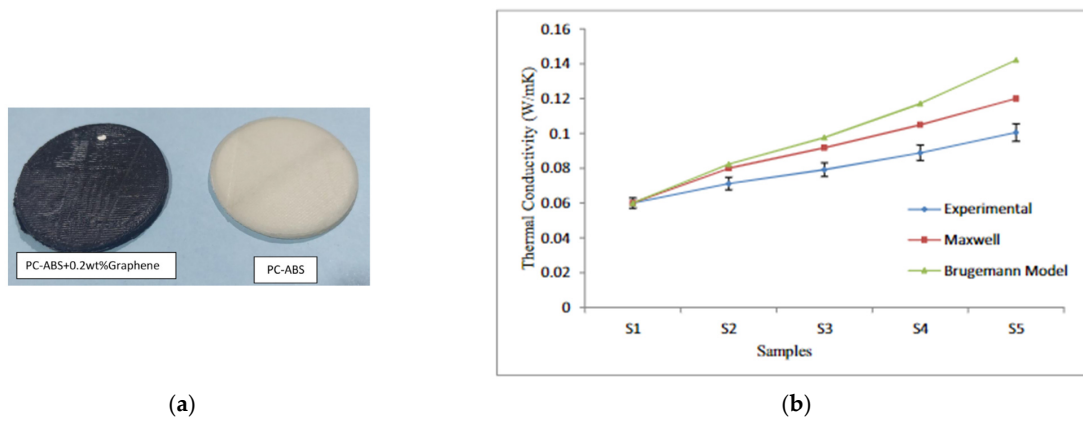 PC-ABS+0.2wt%Graphene
PC-ABS
(a)
Thermal Conductivity (W/mK)
0.16
0.14
0.12
0.1
0.08
0.06
0.04
0.02
0
Experimental
Maxwell
Brugemann Model
S1 S2 S3 S4 S5
Samples
(b)